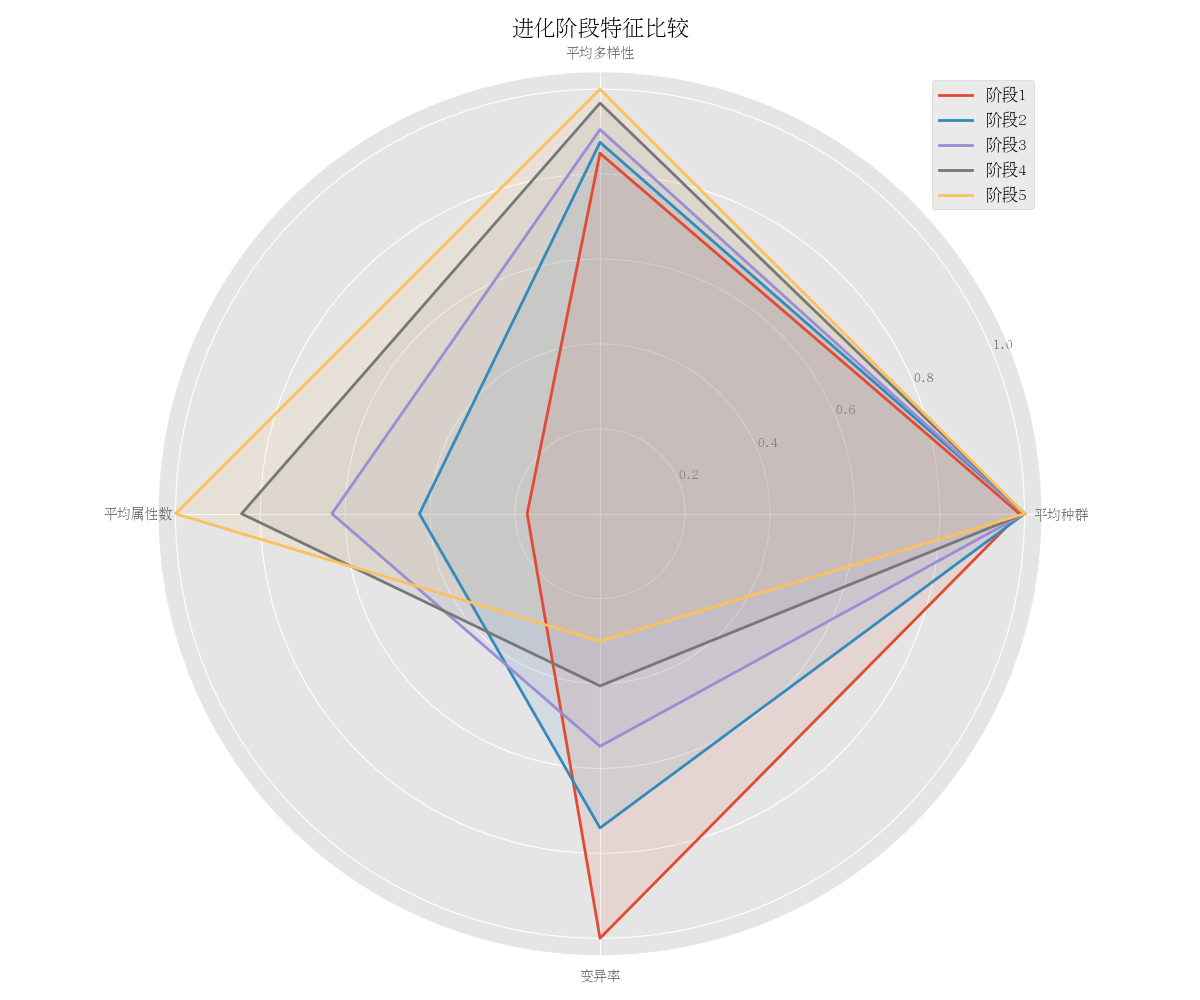 进化阶段特征比较
平均多样性
阶段1
阶段2
阶段3
阶段4
阶段5
1.0
0.8
0.6
0.4
0.2
平均属性数
平均种群
变异率